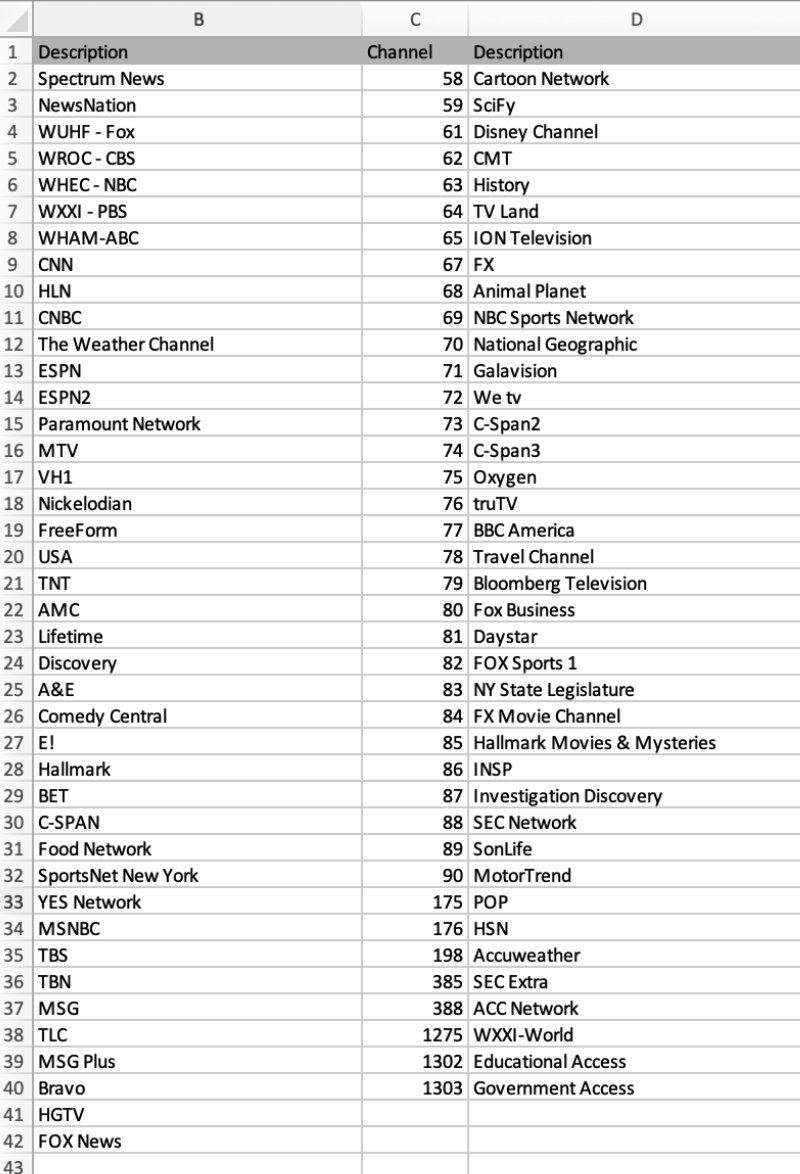 B C D
1 Description Channel Description
2 Spectrum News 58 Cartoon Network
3 NewsNation 59 SciFy
4 WUHF - Fox 61 Disney Channel
5 WROC - CBS 62 CMT
6 WHEC - NBC 63 History
7 WXXI - PBS 64 TV Land
8 WHAM-ABC 65 ION Television
9 CNN 67 FX
10 HLN 68 Animal Planet
11 CNBC 69 NBC Sports Network
12 The Weather Channel 70 National Geographic
13 ESPN 71 Galavision
14 ESPN2 72 We tv
15 Paramount Network 73 C-Span2
16 MTV 74 C-Span3
17 VH1 75 Oxygen
18 Nickelodian 76 truTV
19 FreeForm 77 BBC America
20 USA 78 Travel Channel
21 TNT 79 Bloomberg Television
22 AMC 80 Fox Business
23 Lifetime 81 Daystar
24 Discovery 82 FOX Sports 1
25 A&E 83 NY State Legislature
26 Comedy Central 84 FX Movie Channel
27 E! 85 Hallmark Movies & Mysteries
28 Hallmark 86 INSP
29 BET 87 Investigation Discovery
30 C-SPAN 88 SEC Network
31 Food Network 89 SonLife
32 SportsNet New York 90 MotorTrend
33 YES Network 175 POP
34 MSNBC 176 HSN
35 TBS 198 Accuweather
36 TBN 385 SEC Extra
37 MSG 388 ACC Network
38 TLC 1275 WXXI-World
39 MSG Plus 1302 Educational Access
40 Bravo 1303 Government Access
41 HGTV
42 FOX News
43